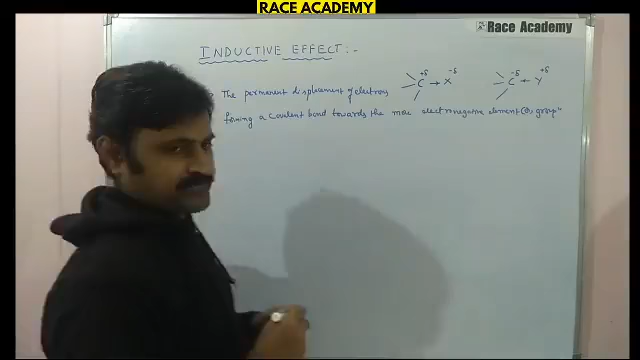 RACE ACADEMY
Race Academy
INDUCTIVE EFFECT:-
The permanent displacement of electrons
C+δ → X-δ
C-δ ← Y+δ
forming a covalent bond towards the more electronegative element (or group"